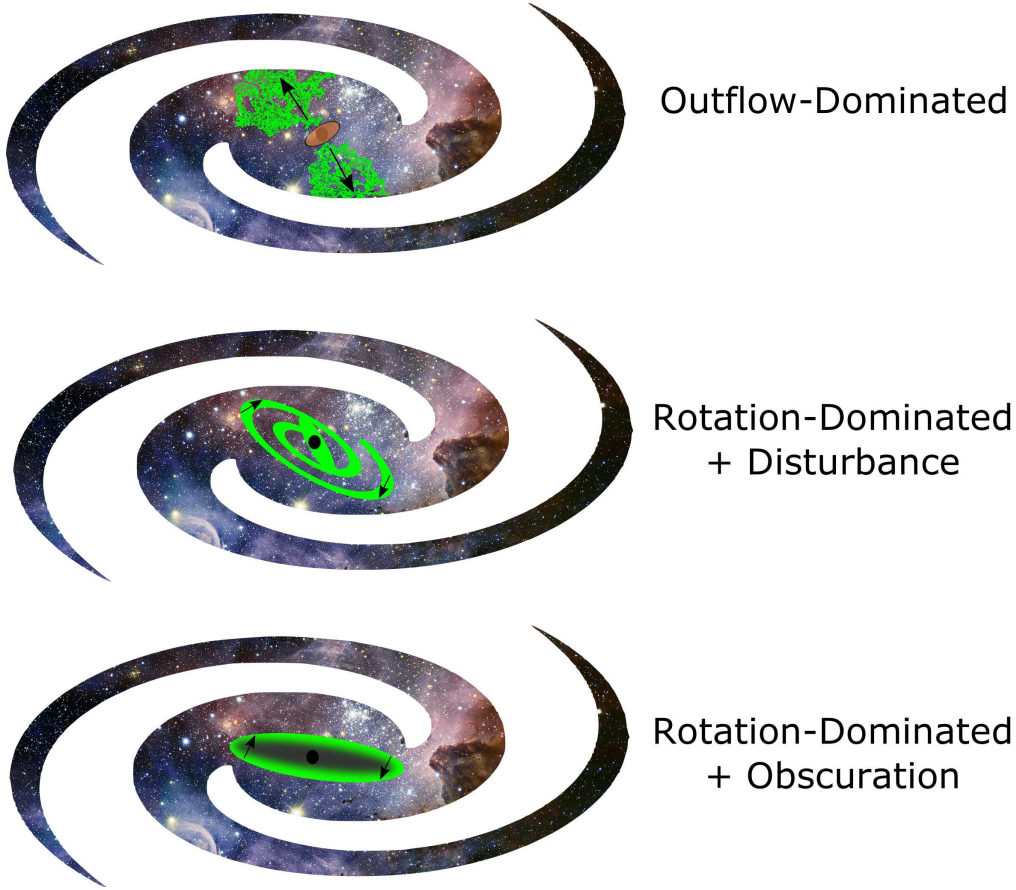 Outflow-Dominated
Rotation-Dominated
+ Disturbance
Rotation-Dominated
+ Obscuration